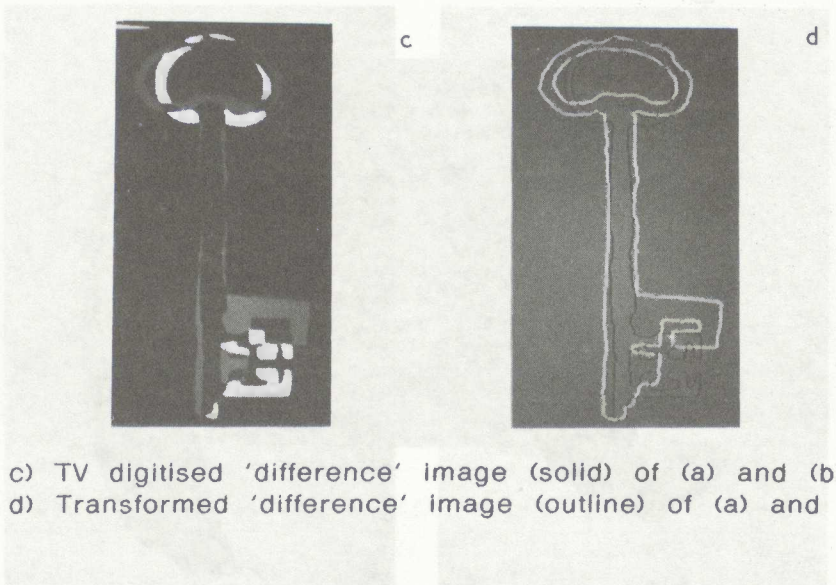 c
d
c) TV digitised 'difference' image (solid) of (a) and (b
d) Transformed 'difference' image (outline) of (a) and